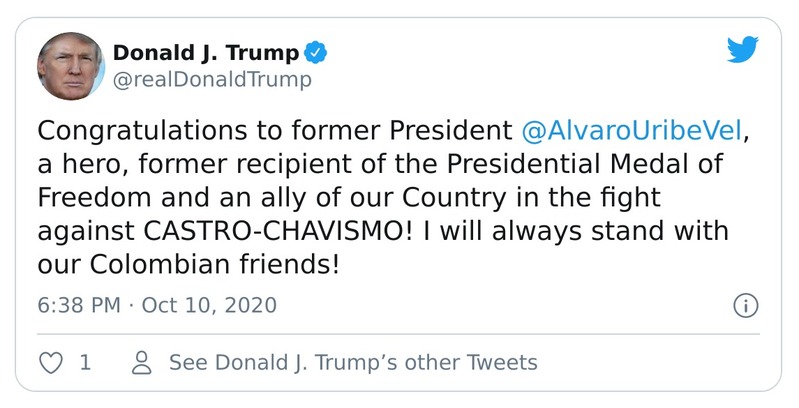 Donald J. Trump
@realDonaldTrump
Congratulations to former President @AlvaroUribeVel,
a hero, former recipient of the Presidential Medal of
Freedom and an ally of our Country in the fight
against CASTRO-CHAVISMO! I will always stand with
our Colombian friends!
6:38 PM · Oct 10, 2020
1 See Donald J. Trump’s other Tweets